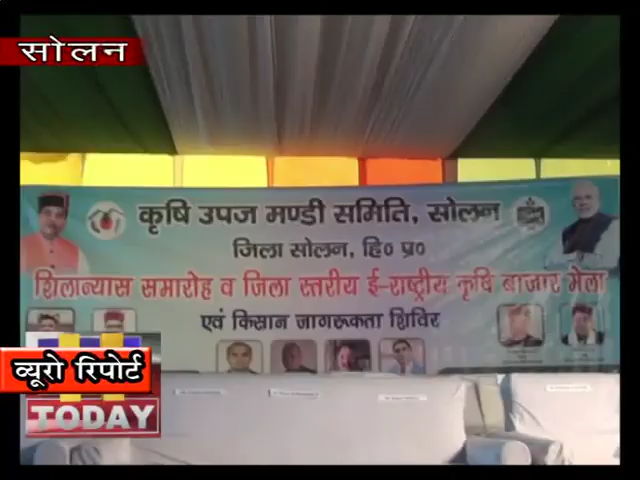 सोलन
कृषि उपज मण्डी समिति, सोलन
जिला सोलन, हि० प्र०
शिलान्यास समारोह व जिला स्तरीय ई-राष्ट्रीय कृषि बाजार मेला
एवं किसान जागरूकता शिविर
ब्यूरो रिपोर्ट
TODAY